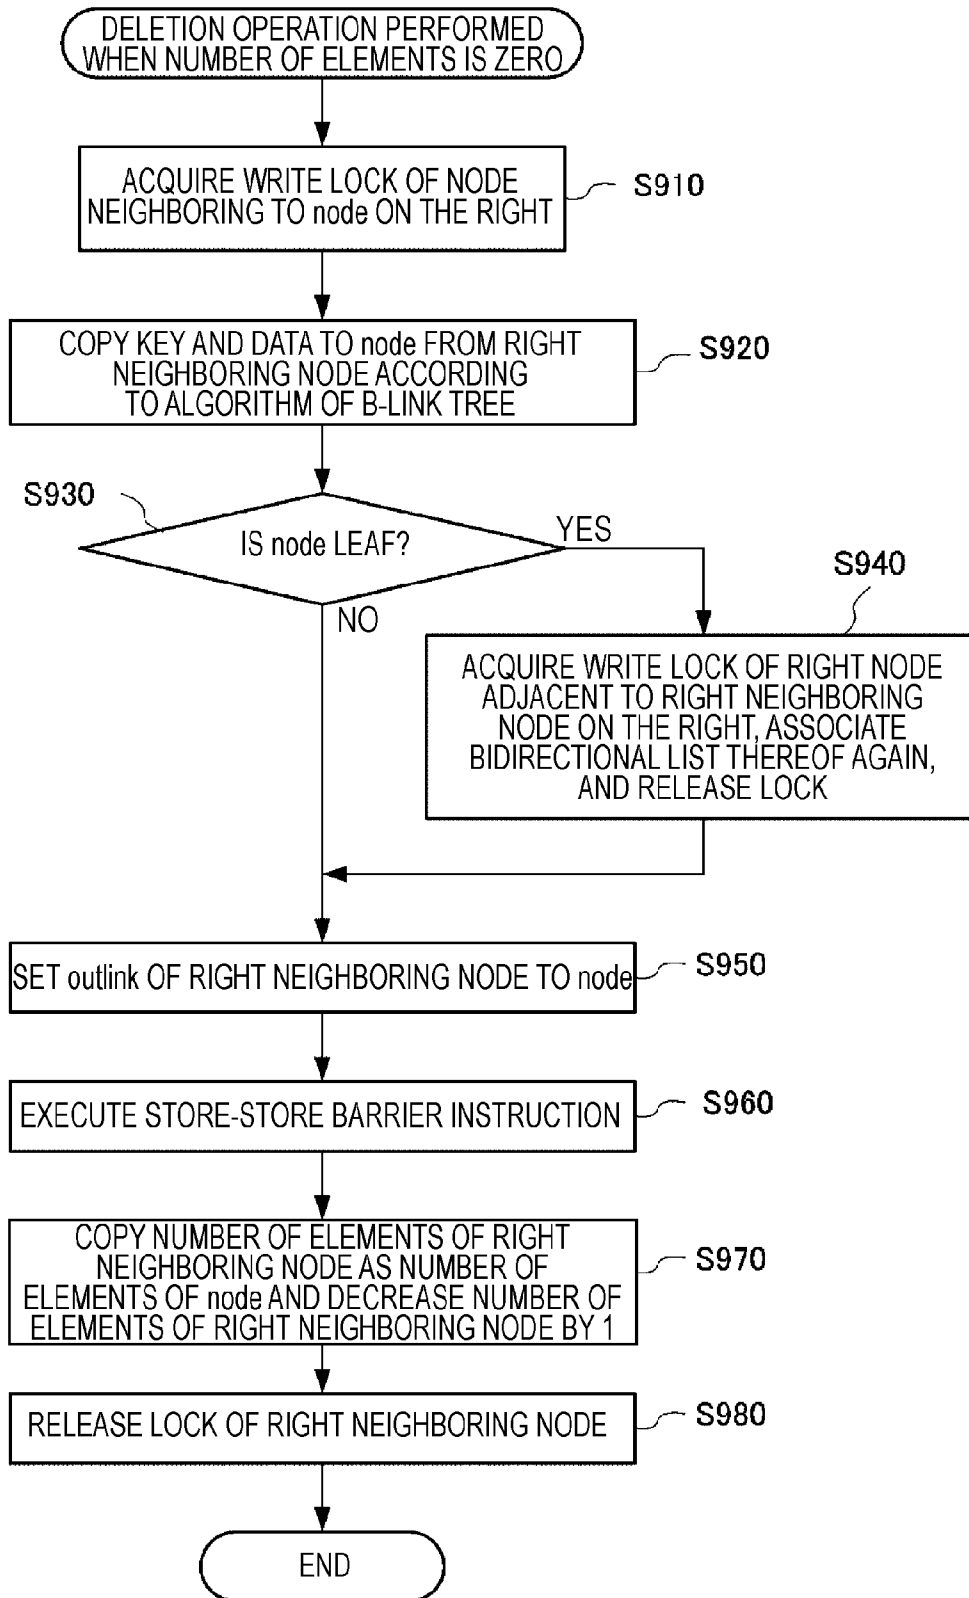 DELETION OPERATION PERFORMED
WHEN NUMBER OF ELEMENTS IS ZERO
ACQUIRE WRITE LOCK OF NODE
NEIGHBORING TO node ON THE RIGHT
S910
COPY KEY AND DATA TO node FROM RIGHT
NEIGHBORING NODE ACCORDING
TO ALGORITHM OF B-LINK TREE
S920
S930
IS node LEAF?
YES
NO
S940
ACQUIRE WRITE LOCK OF RIGHT NODE
ADJACENT TO RIGHT NEIGHBORING
NODE ON THE RIGHT, ASSOCIATE
BIDIRECTIONAL LIST THEREOF AGAIN,
AND RELEASE LOCK
SET outlink OF RIGHT NEIGHBORING NODE TO node
S950
EXECUTE STORE-STORE BARRIER INSTRUCTION
S960
COPY NUMBER OF ELEMENTS OF RIGHT
NEIGHBORING NODE AS NUMBER OF
ELEMENTS OF node AND DECREASE NUMBER OF
ELEMENTS OF RIGHT NEIGHBORING NODE BY 1
S970
RELEASE LOCK OF RIGHT NEIGHBORING NODE
S980
END